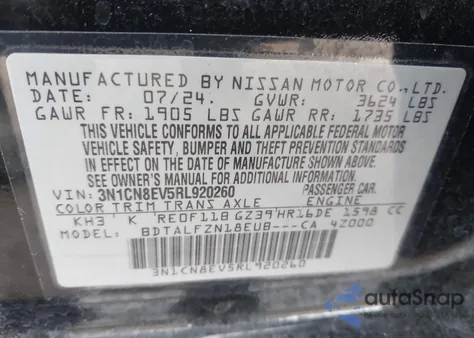 MANUFACTURED BY NISSAN MOTOR CO., LTD.
DATE: 07/24. GVWR: 3624 LBS
GAWR FR: 1905 LBS GAWR RR: 1735 LBS
THIS VEHICLE CONFORMS TO ALL APPLICABLE FEDERAL MOTOR
VEHICLE SAFETY, BUMPER AND THEFT PREVENTION STANDARDS
IN EFFECT ON THE DATE OF MANUFACTURE SHOWN ABOVE.
SEE OWNER'S MANUAL FOR ADDITIONAL INFORMATION.
VIN: 3N1CN8EV5RL920260 PASSENGER CAR.
COLOR TRIM TRANS AXLE ENGINE
KH3 K RE0F11B GZ39 HR16DE 1598 CC
MODEL: BDTALFZN18EUB---CA 4Z000
3N1CN8EV5RL920260
autoSnap